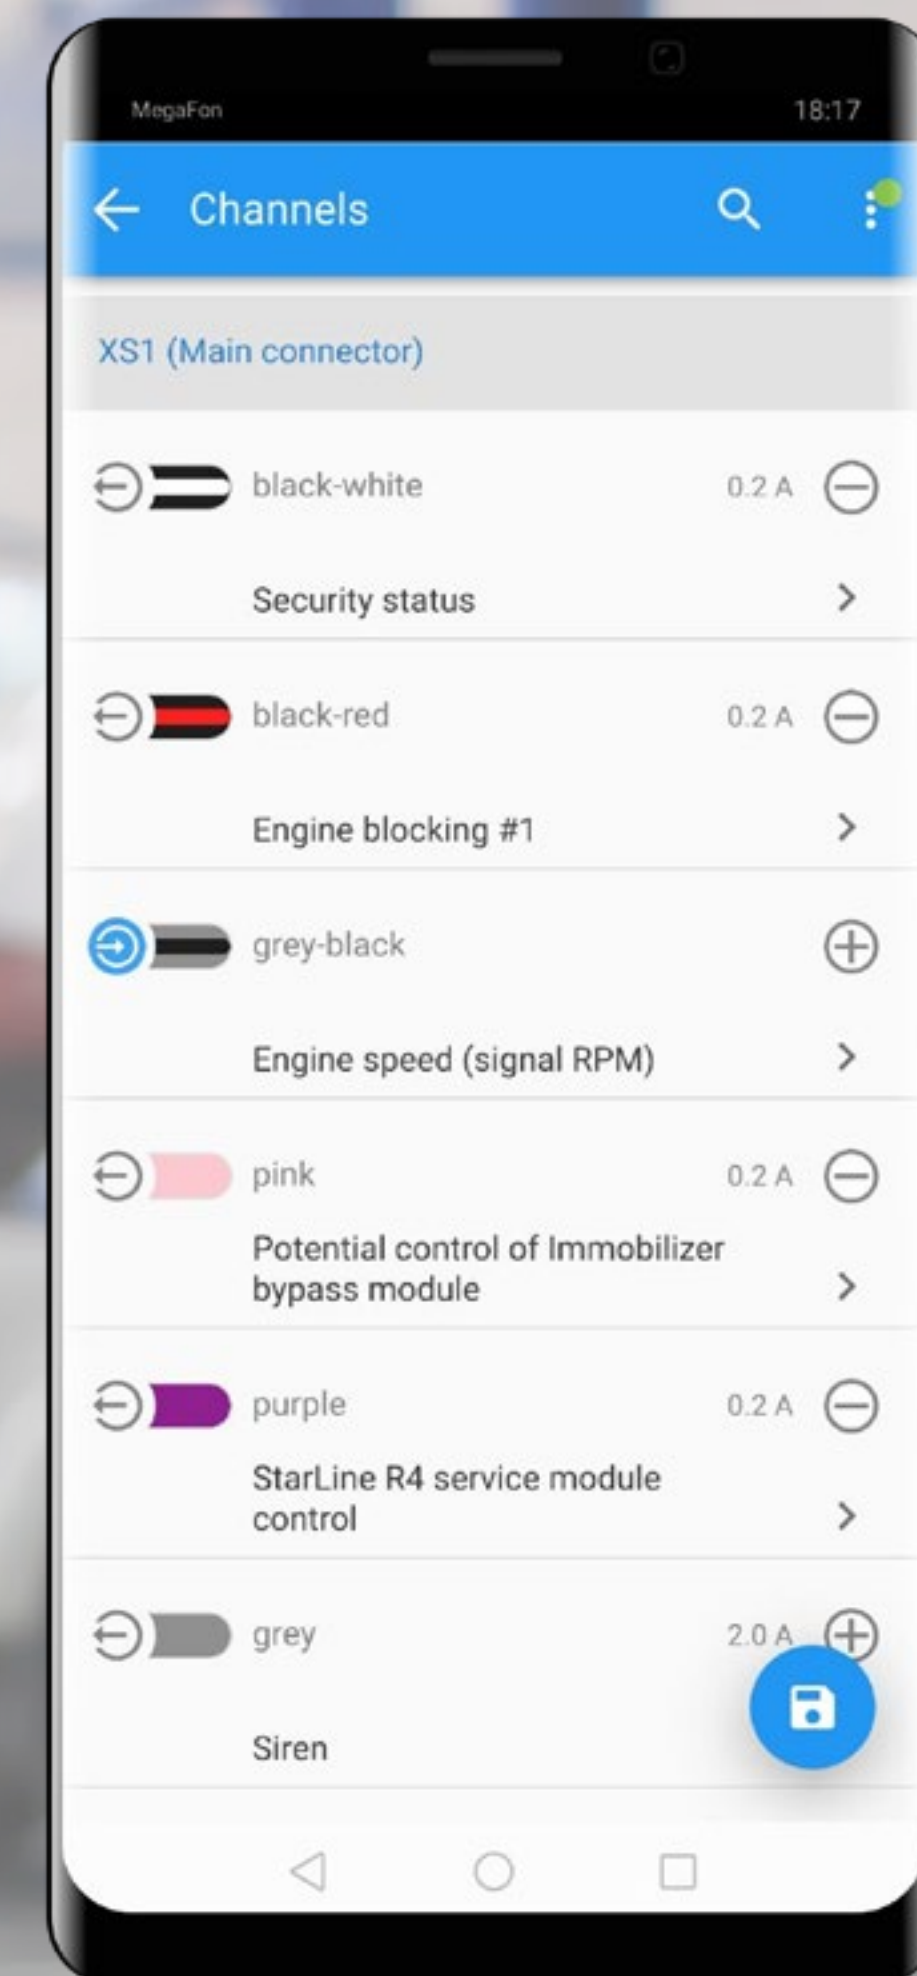 MegaFon 18:17
Channels
XS1 (Main connector)
black-white 0.2 A
Security status
black-red 0.2 A
Engine blocking #1
grey-black
Engine speed (signal RPM)
pink 0.2 A
Potential control of Immobilizer
bypass module
purple 0.2 A
StarLine R4 service module
control
grey 2.0 A
Siren